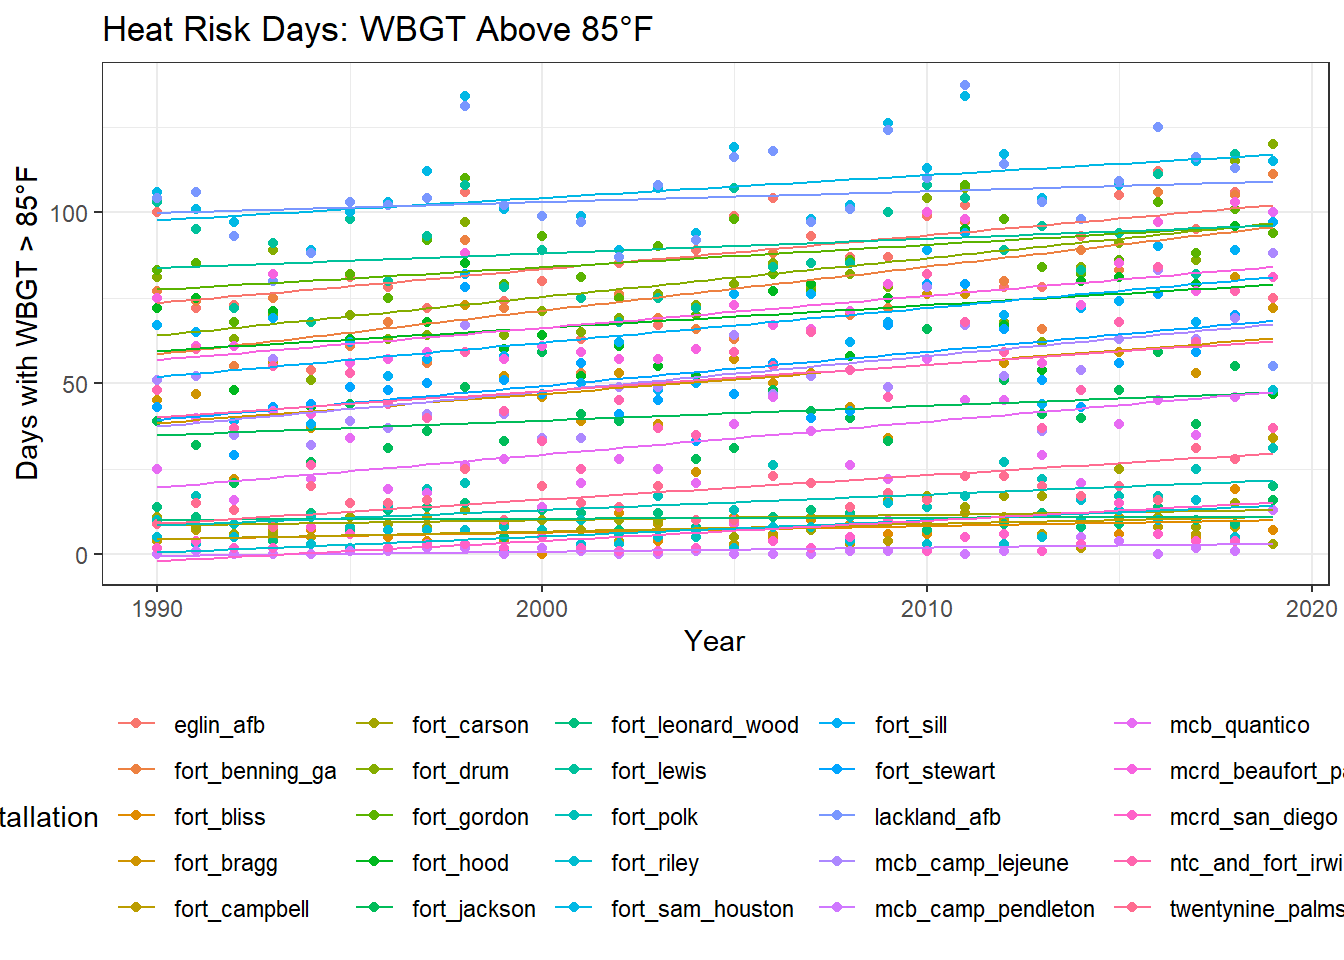 Heat Risk Days: WBGT Above 85°F
Days with WBGT > 85°F
100
50
0
1990 2000 2010 2020
Year
tallation
eglin_afb fort_carson fort_leonard_wood fort_sill mcb_quantico
fort_benning_ga fort_drum fort_lewis fort_stewart mcrd_beaufort_pa
fort_bliss fort_gordon fort_polk lackland_afb mcrd_san_diego
fort_bragg fort_hood fort_riley mcb_camp_lejeune ntc_and_fort_irwi
fort_campbell fort_jackson fort_sam_houston mcb_camp_pendleton twentynine_palms